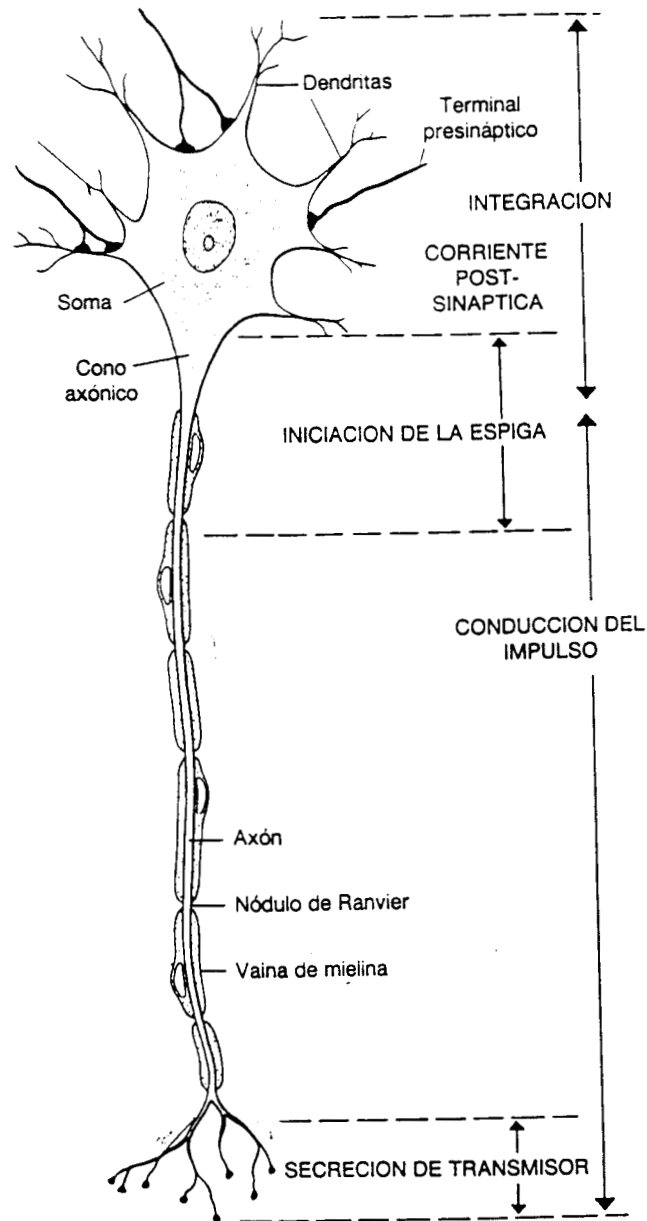 Dendritas
Terminal
presináptico
INTEGRACION
CORRIENTE
POST-
SINAPTICA
Soma
Cono
axónico
INICIACION DE LA ESPIGA
CONDUCCION DEL
IMPULSO
Axón
Nódulo de Ranvier
Vaina de mielina
SECRECION DE TRANSMISOR